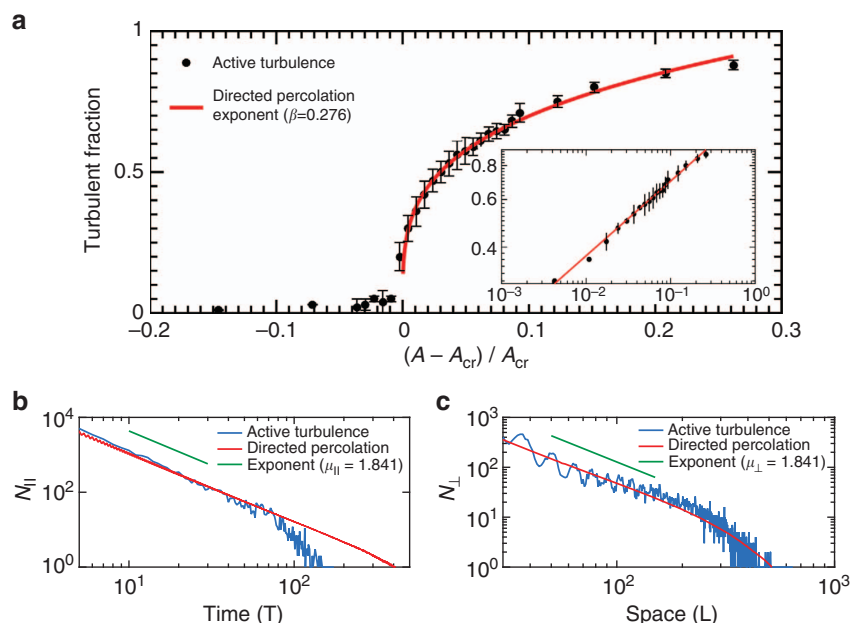 a
Turbulent fraction
1
0.5
0
Active turbulence
Directed percolation
exponent (β=0.276)
0.8
0.6
0.4
10⁻³ 10⁻² 10⁻¹ 10⁰
−0.2 −0.1 0 0.1 0.2 0.3
(A − A_cr) / A_cr
b
N_||
10⁴
10²
10⁰
Active turbulence
Directed percolation
Exponent (μ_|| = 1.841)
10¹ 10²
Time (T)
c
N_⊥
10³
10²
10¹
10⁰
Active turbulence
Directed percolation
Exponent (μ_⊥ = 1.841)
10² 10³
Space (L)